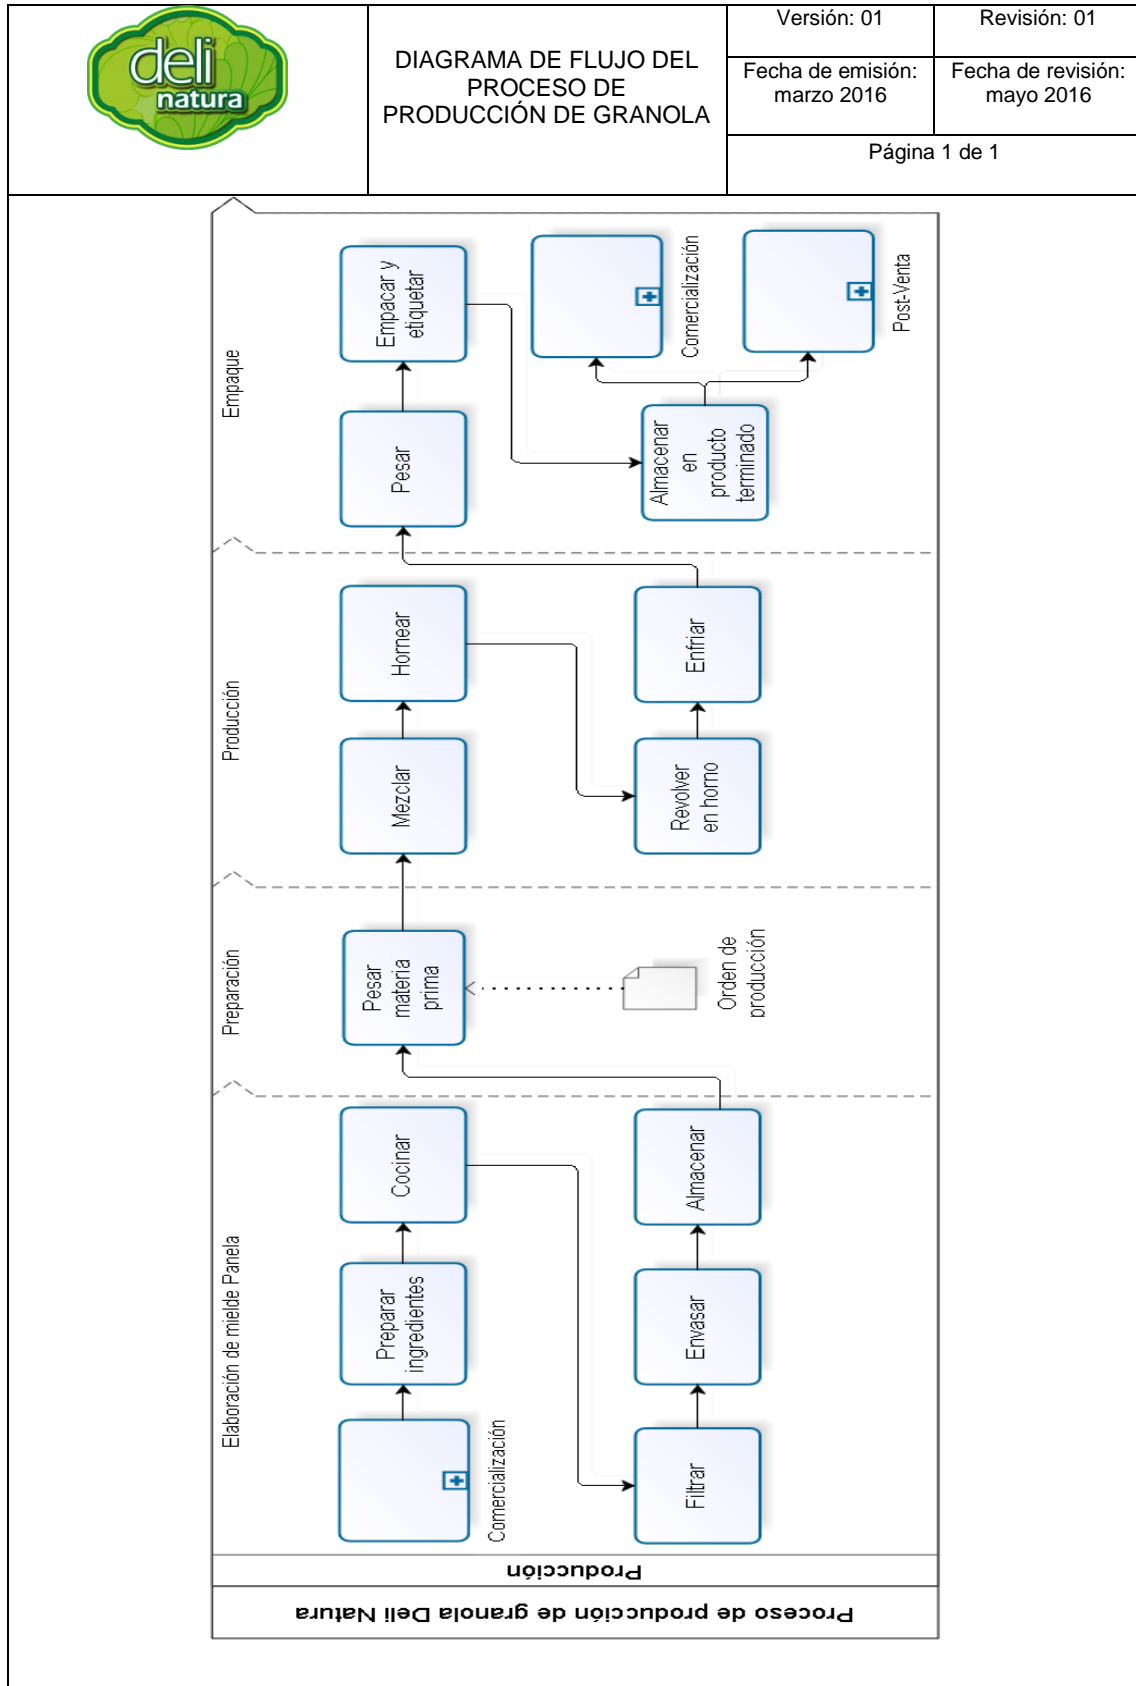 deli
natura
DIAGRAMA DE FLUJO DEL
PROCESO DE
PRODUCCIÓN DE GRANOLA
Versión: 01
Revisión: 01
Fecha de emisión:
marzo 2016
Fecha de revisión:
mayo 2016
Página 1 de 1
Proceso de producción de granola Deli Natura
Producción
Elaboración de mielde Panela
Comercialización
Preparar
ingredientes
Cocinar
Filtrar
Envasar
Almacenar
Preparación
Pesar
materia
prima
Orden de
producción
Producción
Mezclar
Hornear
Revolver
en horno
Enfriar
Empaque
Pesar
Empacar y
etiquetar
Almacenar
en
producto
terminado
Comercialización
Post-Venta